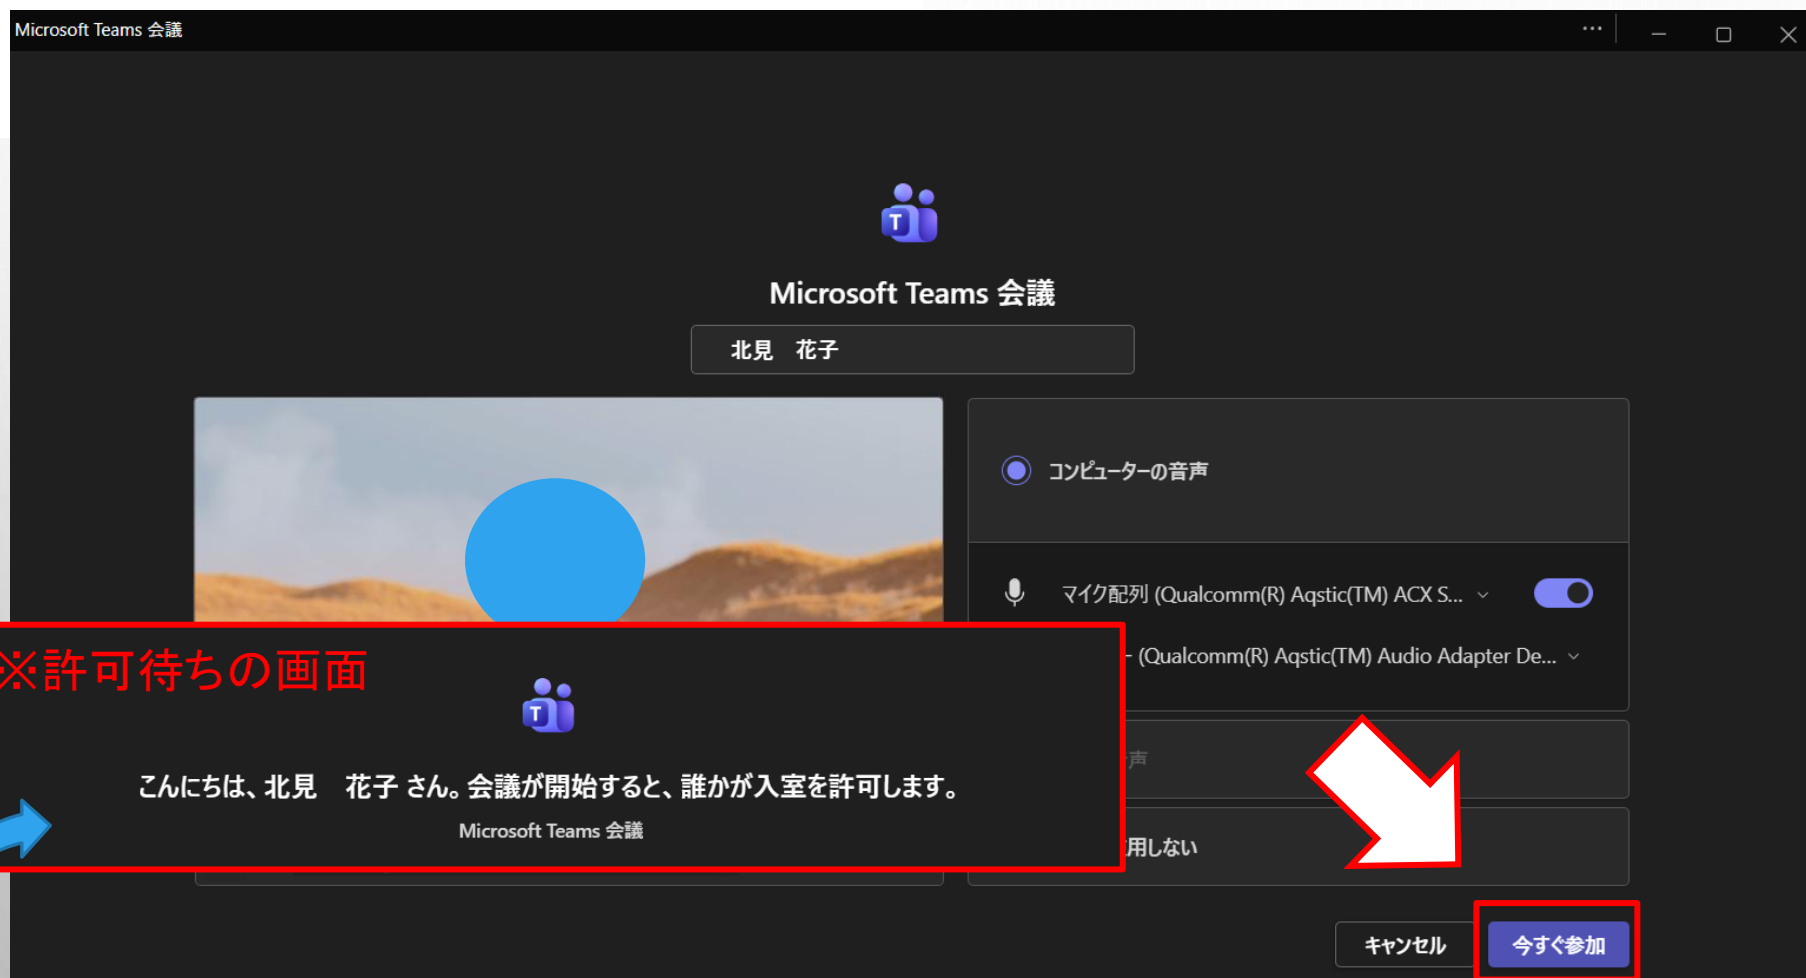 Microsoft Teams 会議
Microsoft Teams 会議
北見　花子
コンピューターの音声
マイク配列 (Qualcomm(R) Aqstic(TM) ACX S...
(Qualcomm(R) Aqstic(TM) Audio Adapter De...
声
用しない
※許可待ちの画面
こんにちは、北見　花子 さん。会議が開始すると、誰かが入室を許可します。
Microsoft Teams 会議
キャンセル
今すぐ参加